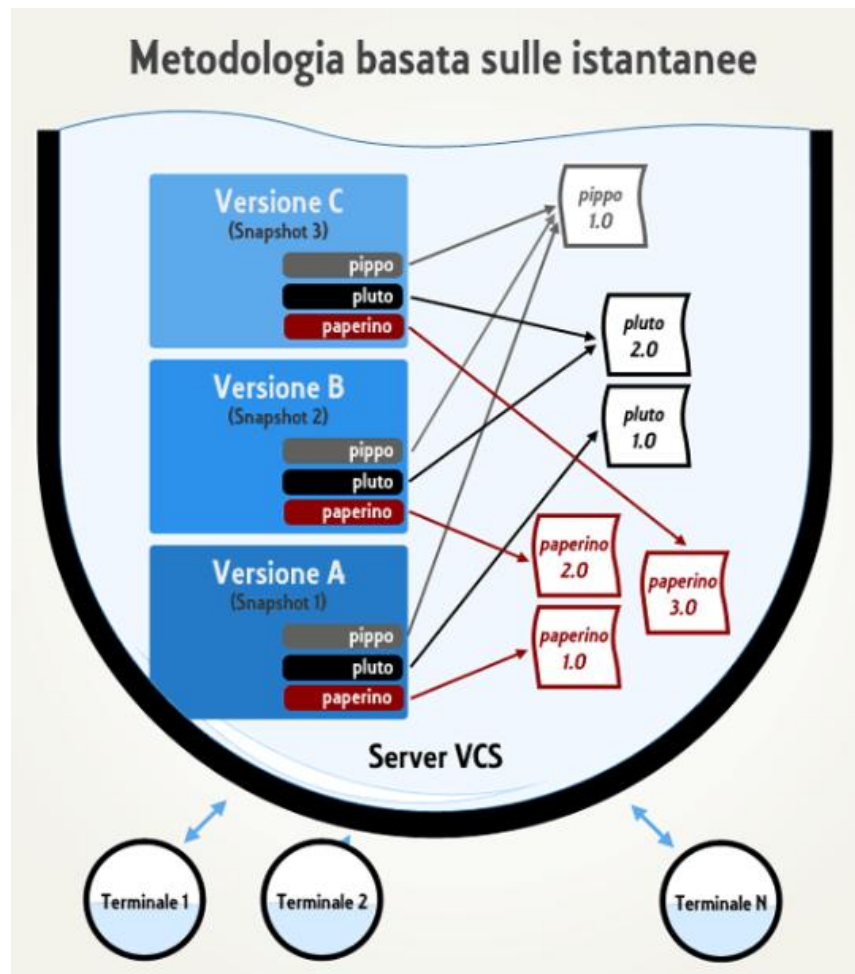 Metodologia basata sulle istantanee
Versione C
(Snapshot 3)
pippo
pluto
paperino
Versione B
(Snapshot 2)
pippo
pluto
paperino
Versione A
(Snapshot 1)
pippo
pluto
paperino
pippo
1.0
pluto
2.0
pluto
1.0
paperino
2.0
paperino
3.0
paperino
1.0
Server VCS
Terminale 1
Terminale 2
Terminale N